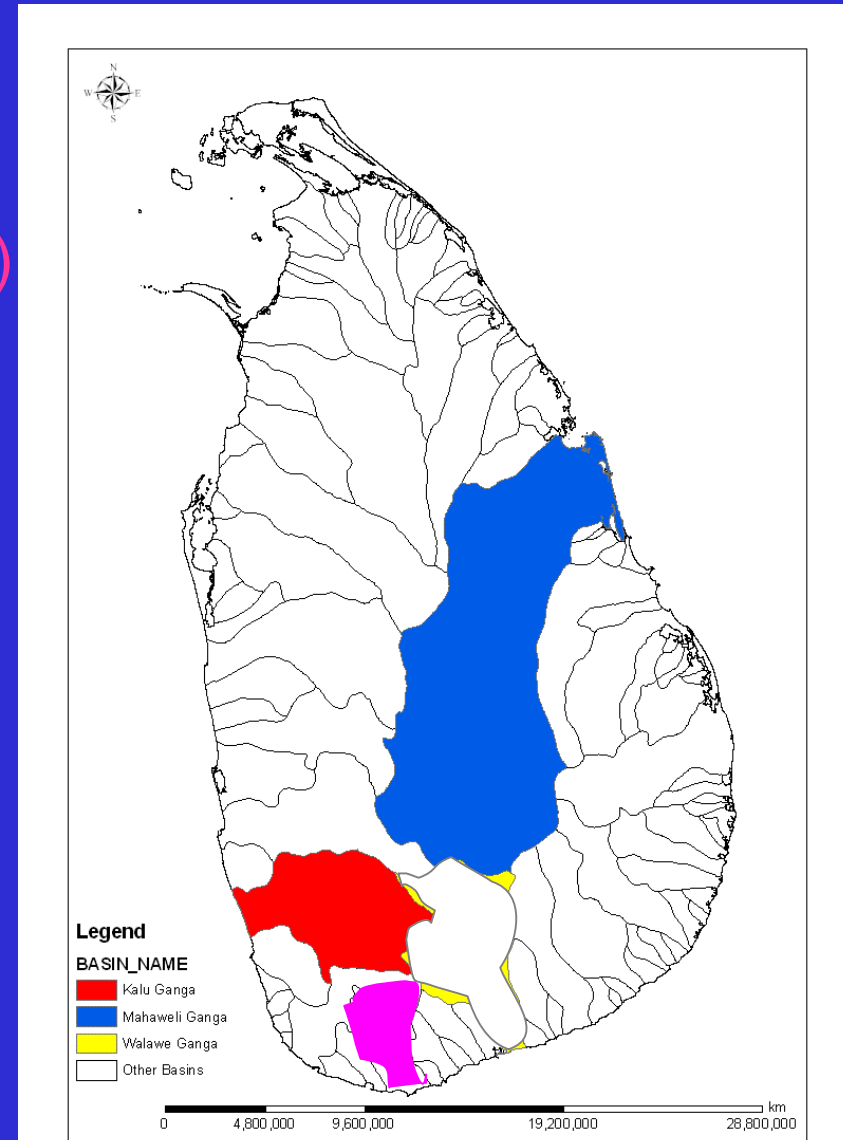 N
W E
S
Legend
BASIN_NAME
Kalu Ganga
Mahaweli Ganga
Walawe Ganga
Other Basins
km
0 4,800,000 9,600,000 19,200,000 28,800,000